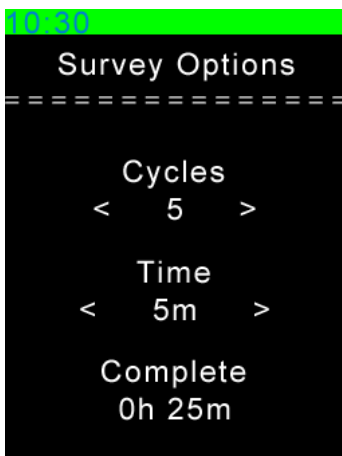 10:30
Survey Options
================
Cycles
< 5 >
Time
< 5m >
Complete
0h 25m